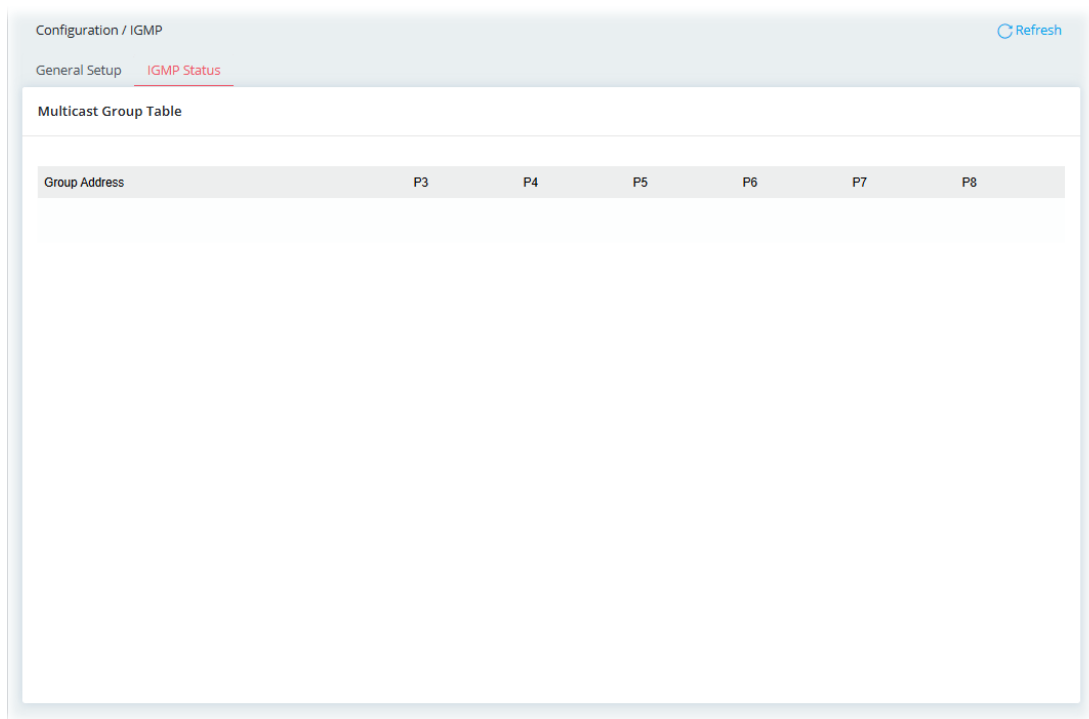 Configuration / IGMP Refresh
General Setup IGMP Status
Multicast Group Table
Group Address P3 P4 P5 P6 P7 P8